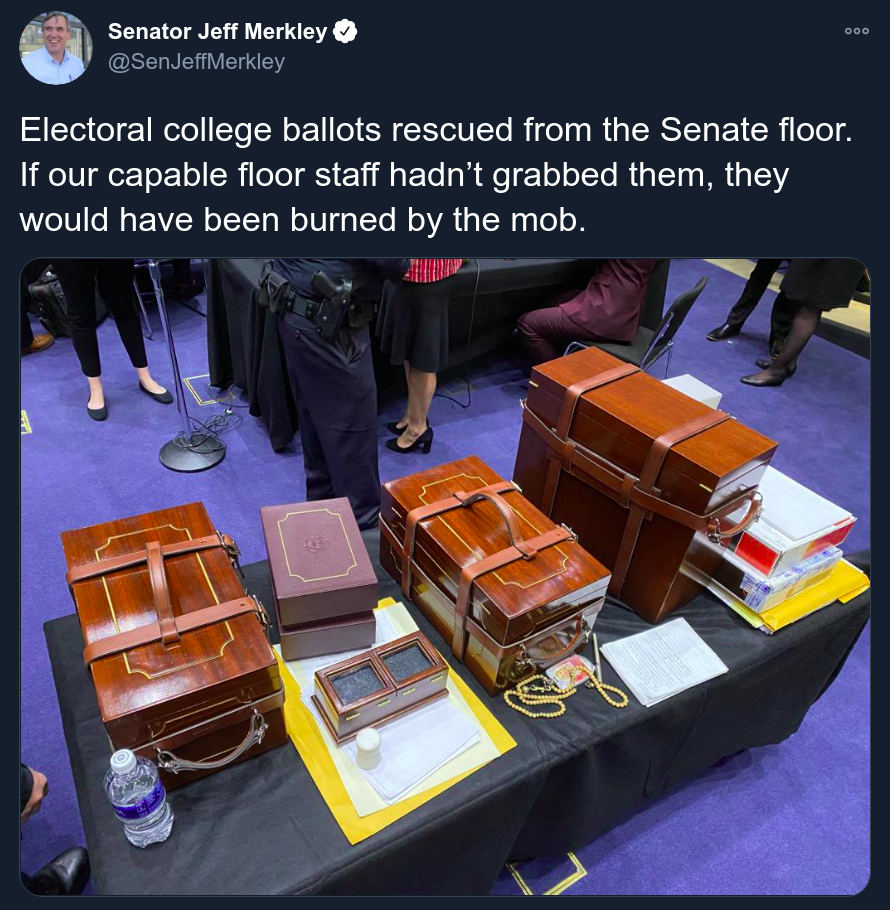 Senator Jeff Merkley
@SenJeffMerkley
Electoral college ballots rescued from the Senate floor.
If our capable floor staff hadn’t grabbed them, they
would have been burned by the mob.